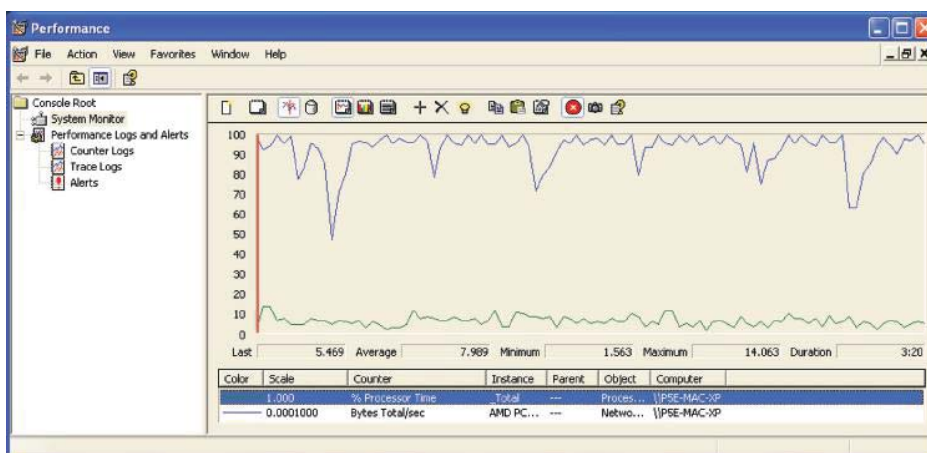 Performance
File Action View Favorites Window Help
Console Root
System Monitor
Performance Logs and Alerts
Counter Logs
Trace Logs
Alerts
100
90
80
70
60
50
40
30
20
10
0
Last 5.469 Average 7.989 Minimum 1.563 Maximum 14.063 Duration 3:20
Color Scale Counter Instance Parent Object Computer
1.000 % Processor Time _Total --- Proces... \\PSE-MAC-XP
0.0001000 Bytes Total/sec AMD PC... --- Netwo... \\PSE-MAC-XP